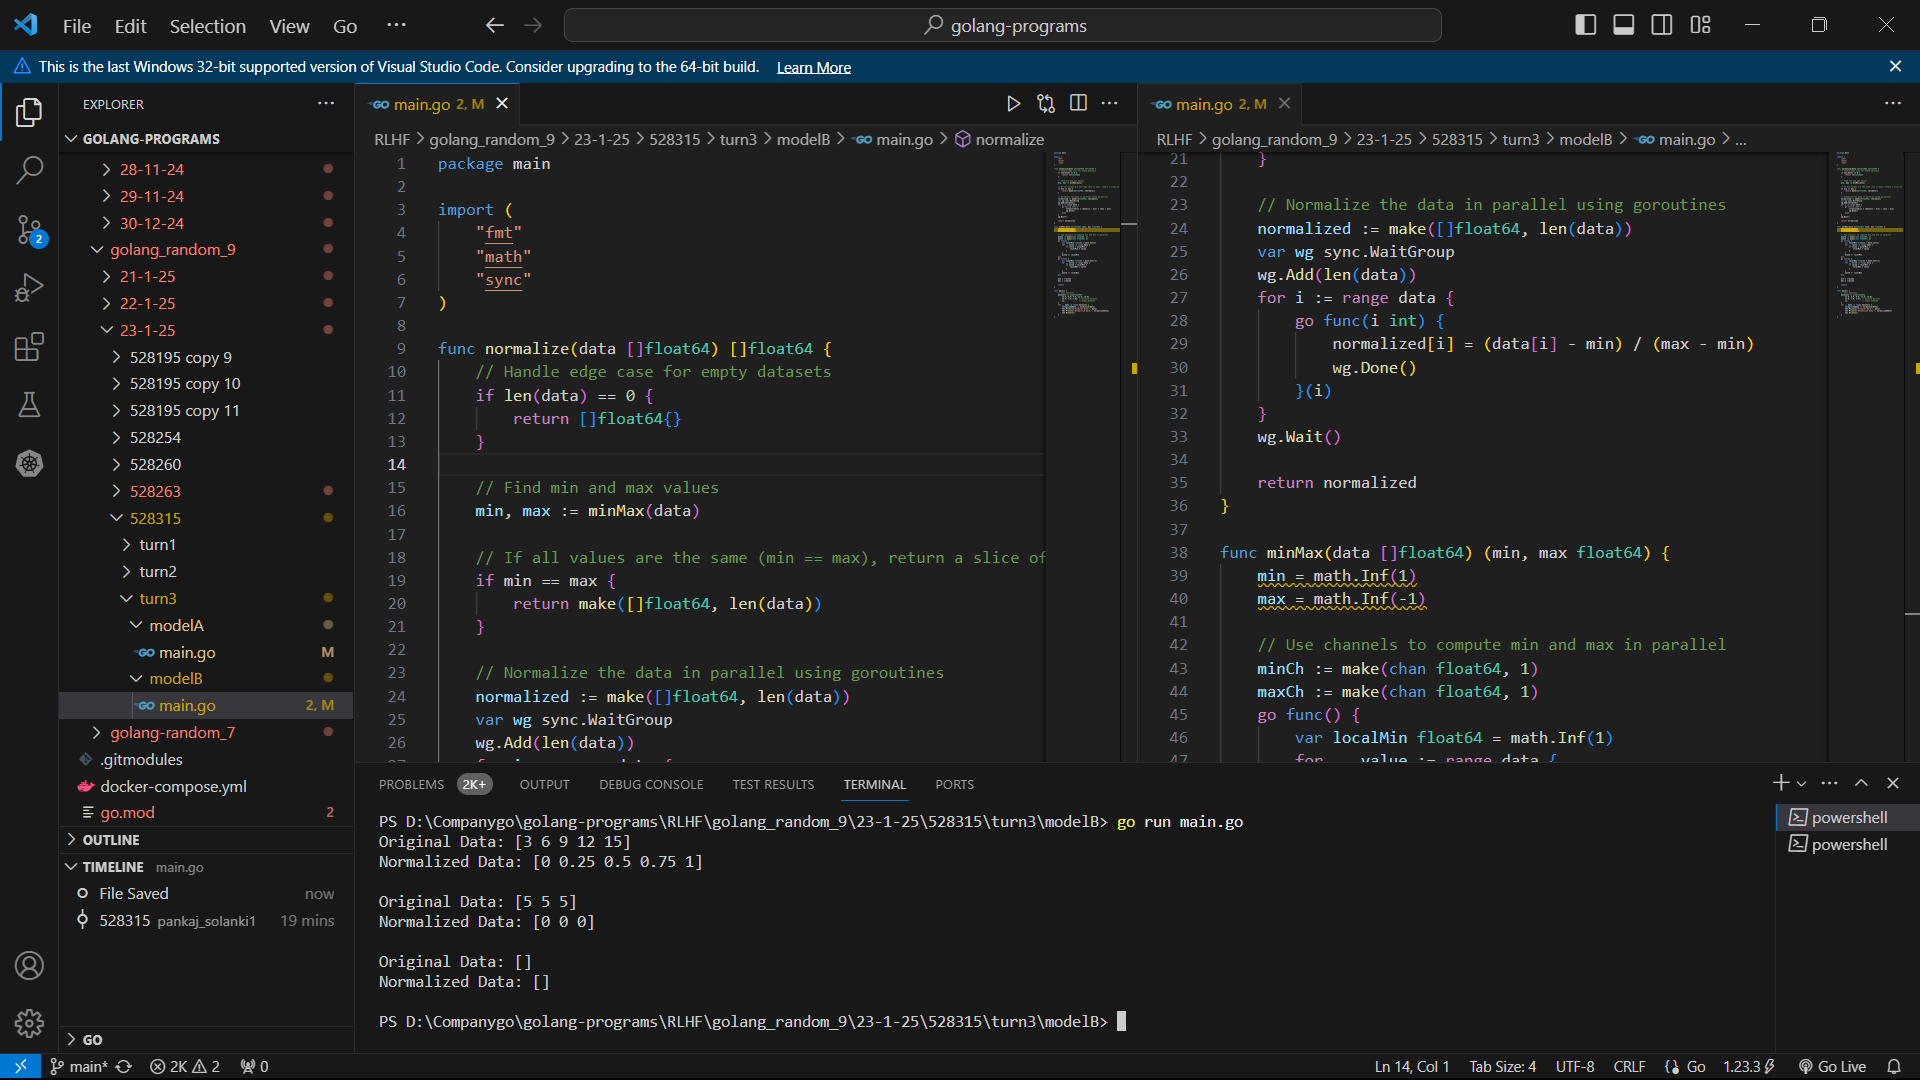 File Edit Selection View Go ··· golang-programs
This is the last Windows 32-bit supported version of Visual Studio Code. Consider upgrading to the 64-bit build. Learn More
EXPLORER ···
GOLANG-PROGRAMS
28-11-24
29-11-24
30-12-24
golang_random_9
21-1-25
22-1-25
23-1-25
528195 copy 9
528195 copy 10
528195 copy 11
528254
528260
528263
528315
turn1
turn2
turn3
modelA
GO main.go M
modelB
GO main.go 2, M
golang-random_7
.gitmodules
docker-compose.yml
go.mod 2
OUTLINE
TIMELINE main.go
File Saved now
528315 pankaj_solanki1 19 mins
GO
2
GO main.go 2, M
RLHF > golang_random_9 > 23-1-25 > 528315 > turn3 > modelB > GO main.go > normalize
1 package main
2
3 import (
4 "fmt"
5 "math"
6 "sync"
7 )
8
9 func normalize(data []float64) []float64 {
10 // Handle edge case for empty datasets
11 if len(data) == 0 {
12 return []float64{}
13 }
14
15 // Find min and max values
16 min, max := minMax(data)
17
18 // If all values are the same (min == max), return a slice of
19 if min == max {
20 return make([]float64, len(data))
21 }
22
23 // Normalize the data in parallel using goroutines
24 normalized := make([]float64, len(data))
25 var wg sync.WaitGroup
26 wg.Add(len(data))
GO main.go 2, M
RLHF > golang_random_9 > 23-1-25 > 528315 > turn3 > modelB > GO main.go > ...
21 }
22
23 // Normalize the data in parallel using goroutines
24 normalized := make([]float64, len(data))
25 var wg sync.WaitGroup
26 wg.Add(len(data))
27 for i := range data {
28 go func(i int) {
29 normalized[i] = (data[i] - min) / (max - min)
30 wg.Done()
31 }(i)
32 }
33 wg.Wait()
34
35 return normalized
36 }
37
38 func minMax(data []float64) (min, max float64) {
39 min = math.Inf(1)
40 max = math.Inf(-1)
41
42 // Use channels to compute min and max in parallel
43 minCh := make(chan float64, 1)
44 maxCh := make(chan float64, 1)
45 go func() {
46 var localMin float64 = math.Inf(1)
47 for _, value := range data {
PROBLEMS 2K+ OUTPUT DEBUG CONSOLE TEST RESULTS TERMINAL PORTS
PS D:\Companygo\golang-programs\RLHF\golang_random_9\23-1-25\528315\turn3\modelB> go run main.go
Original Data: [3 6 9 12 15]
Normalized Data: [0 0.25 0.5 0.75 1]
Original Data: [5 5 5]
Normalized Data: [0 0 0]
Original Data: []
Normalized Data: []
PS D:\Companygo\golang-programs\RLHF\golang_random_9\23-1-25\528315\turn3\modelB>
powershell
powershell
main* 2K 2 0 Ln 14, Col 1 Tab Size: 4 UTF-8 CRLF Go 1.23.3 Go Live